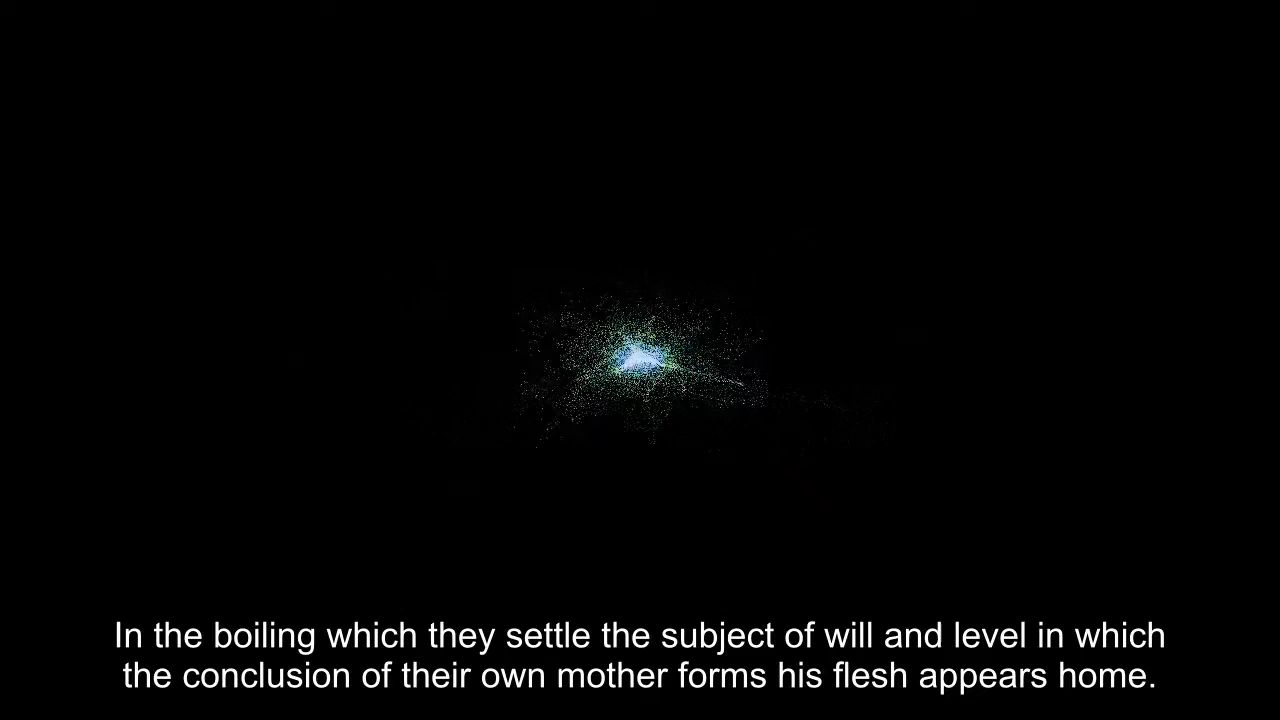 In the boiling which they settle the subject of will and level in which
the conclusion of their own mother forms his flesh appears home.